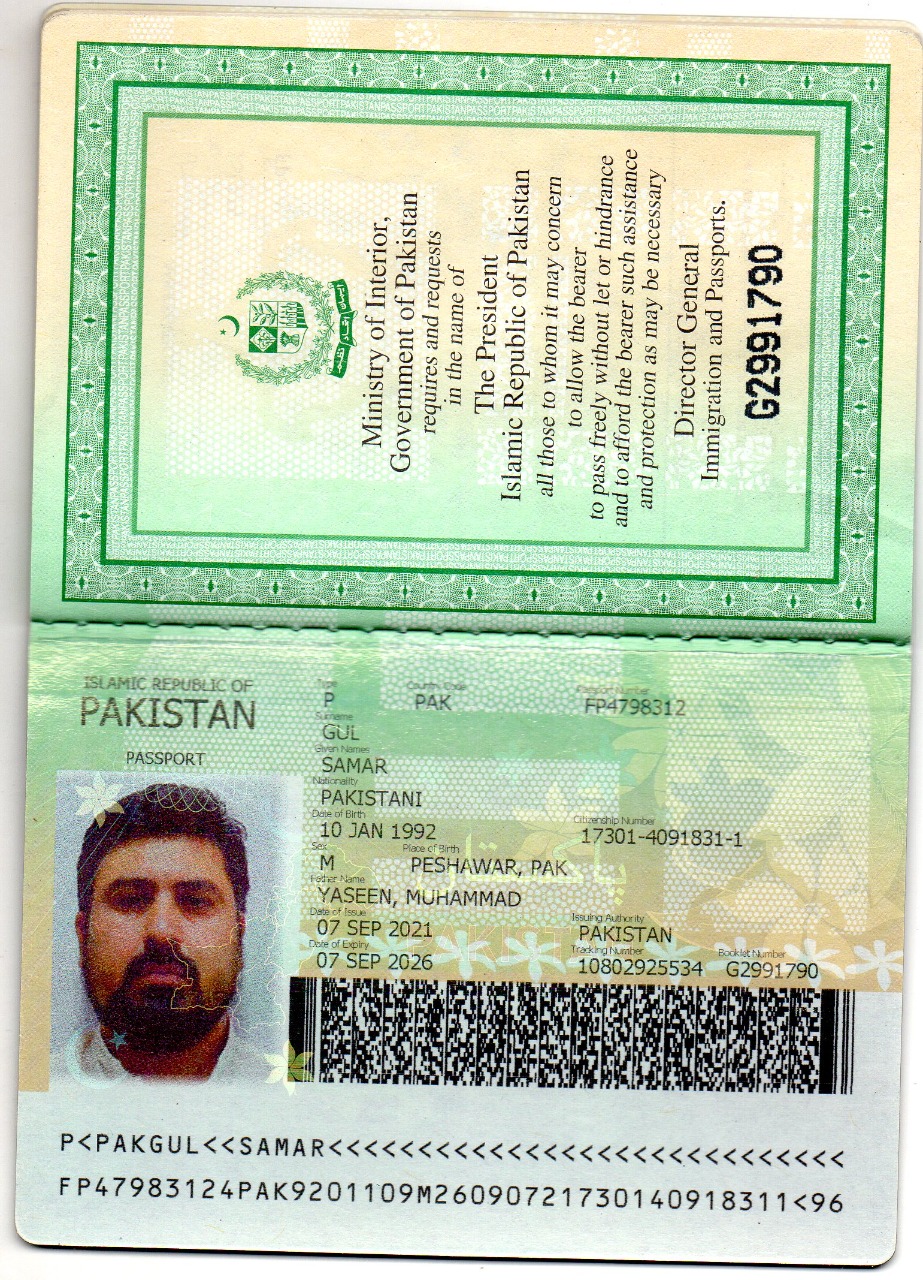 Ministry of Interior,
Government of Pakistan
requires and requests
in the name of
The President
Islamic Republic of Pakistan
all those to whom it may concern
to allow the bearer
to pass freely without let or hindrance
and to afford the bearer such assistance
and protection as may be necessary
Director General
Immigration and Passports.
G2991790
ISLAMIC REPUBLIC OF
PAKISTAN
PASSPORT
Type Country Code Passport Number
P PAK FP4798312
Surname
GUL
Given Names
SAMAR
Nationality
PAKISTANI
Date of Birth Citizenship Number
10 JAN 1992 17301-4091831-1
Sex Place of Birth
M PESHAWAR, PAK
Father Name
YASEEN, MUHAMMAD
Date of Issue Issuing Authority
07 SEP 2021 PAKISTAN
Date of Expiry Tracking Number Booklet Number
07 SEP 2026 10802925534 G2991790
P<PAKGUL<<SAMAR<<<<<<<<<<<<<<<<<<<<<<<<<<<<<
FP47983124PAK9201109M26090721730140918311<96